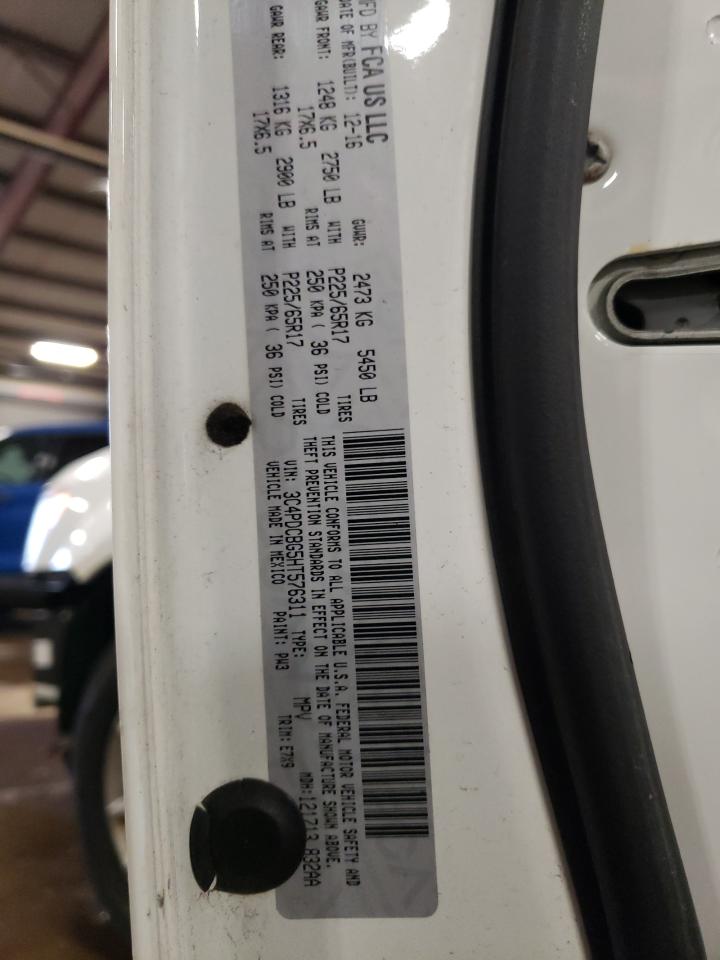 MFD BY FCA US LLC
DATE OF MFR(BUILT): 12-16 GVWR: 2473 KG 5450 LB
GAWR FRONT: 1248 KG 2750 LB WITH P225/65R17 TIRES
17X6.5 RIMS AT 250 KPA ( 36 PSI) COLD
GAWR REAR: 1316 KG 2900 LB WITH P225/65R17 TIRES
17X6.5 RIMS AT 250 KPA ( 36 PSI) COLD
THIS VEHICLE CONFORMS TO ALL APPLICABLE U.S.A. FEDERAL MOTOR VEHICLE SAFETY AND
THEFT PREVENTION STANDARDS IN EFFECT ON THE DATE OF MANUFACTURE SHOWN ABOVE.
VIN: 3C4PDCBG5HT576311 TYPE: MPV MDH:121713 832AA
VEHICLE MADE IN MEXICO PAINT: PW3 TRIM: E7X9